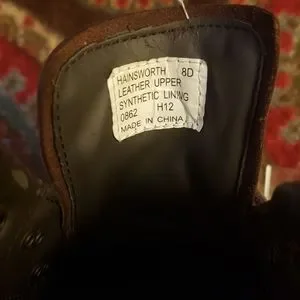 HAINSWORTH 8D
LEATHER UPPER
SYNTHETIC LINING
0862 H12
MADE IN CHINA